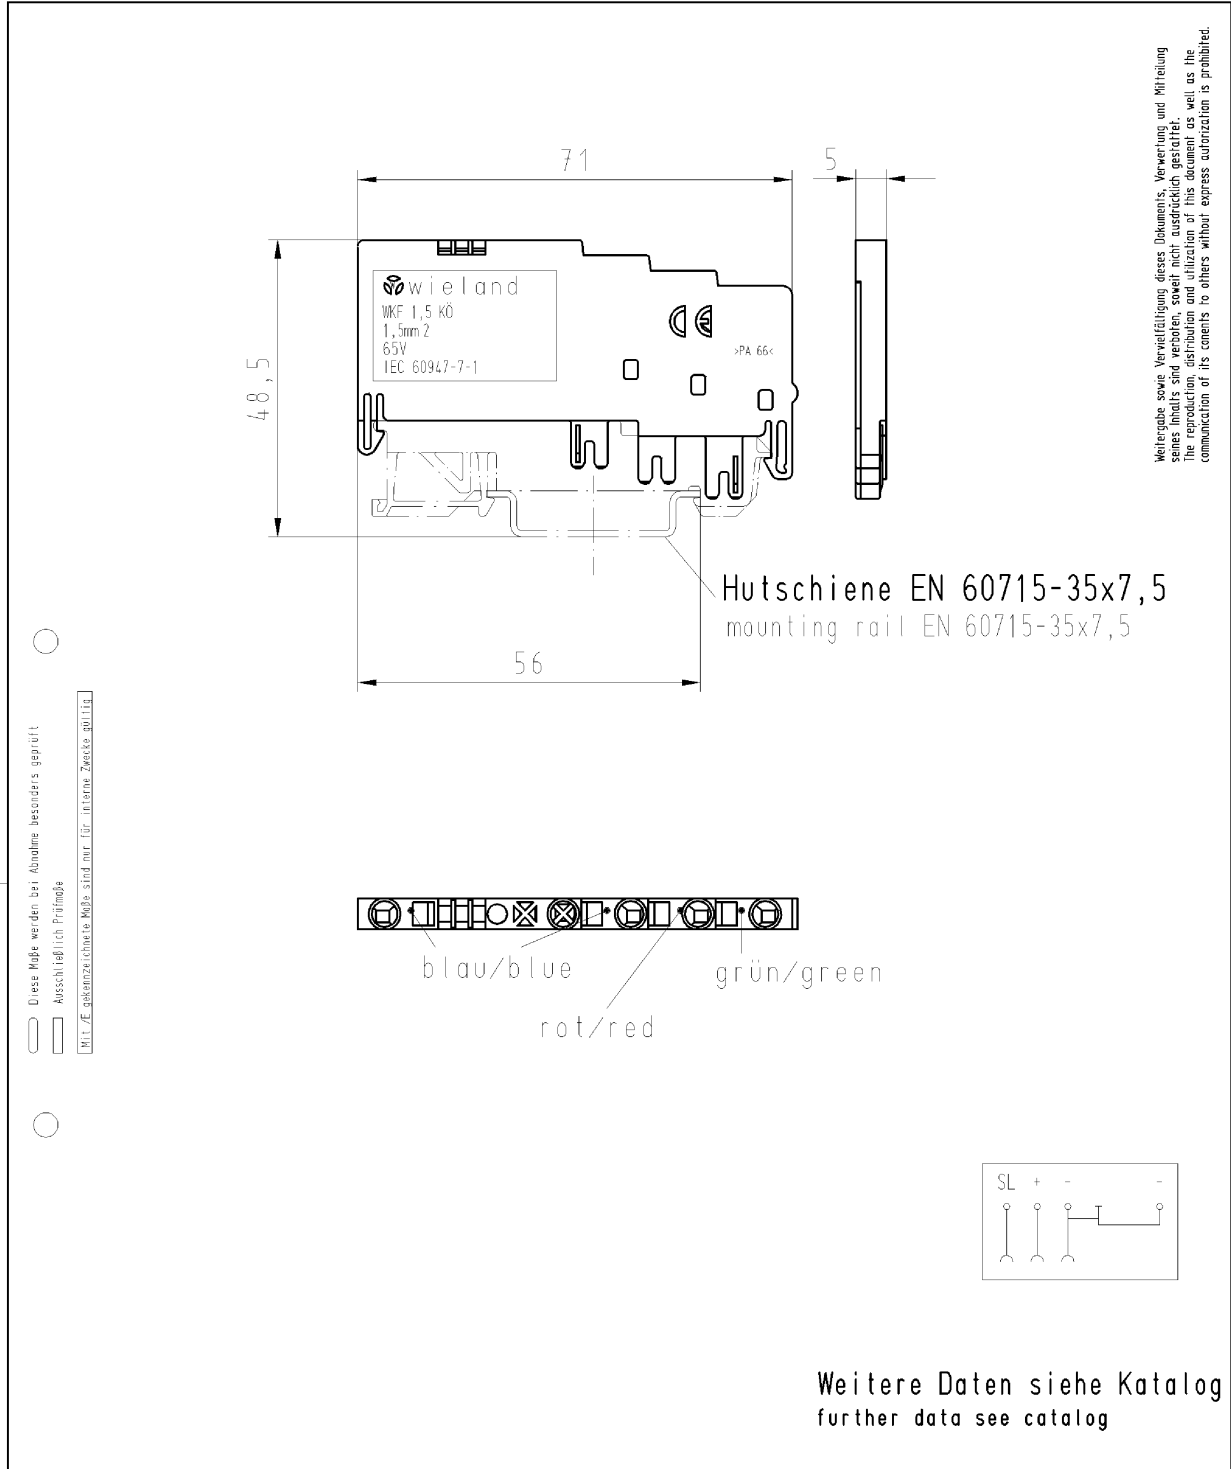 Weitergabe sowie Vervielfältigung dieses Dokuments, Verwertung und Mitteilung
seines Inhalts sind verboten, soweit nicht ausdrücklich gestattet.
The reproduction, distribution and utilization of this document as well as the
communication of its conents to others without express autorization is prohibited.
71
5
48,5
wieland
WKF 1,5 KÖ
1,5mm2
65V
IEC 60947-7-1
>PA 66<
Hutschiene EN 60715-35x7,5
mounting rail EN 60715-35x7,5
56
Diese Maße werden bei Abnahme besonders geprüft
Ausschließlich Prüfmaße
Mit /E gekennzeichnete Maße sind nur für interne Zwecke gültig
blau/blue
grün/green
rot/red
SL + - -
Weitere Daten siehe Katalog
further data see catalog